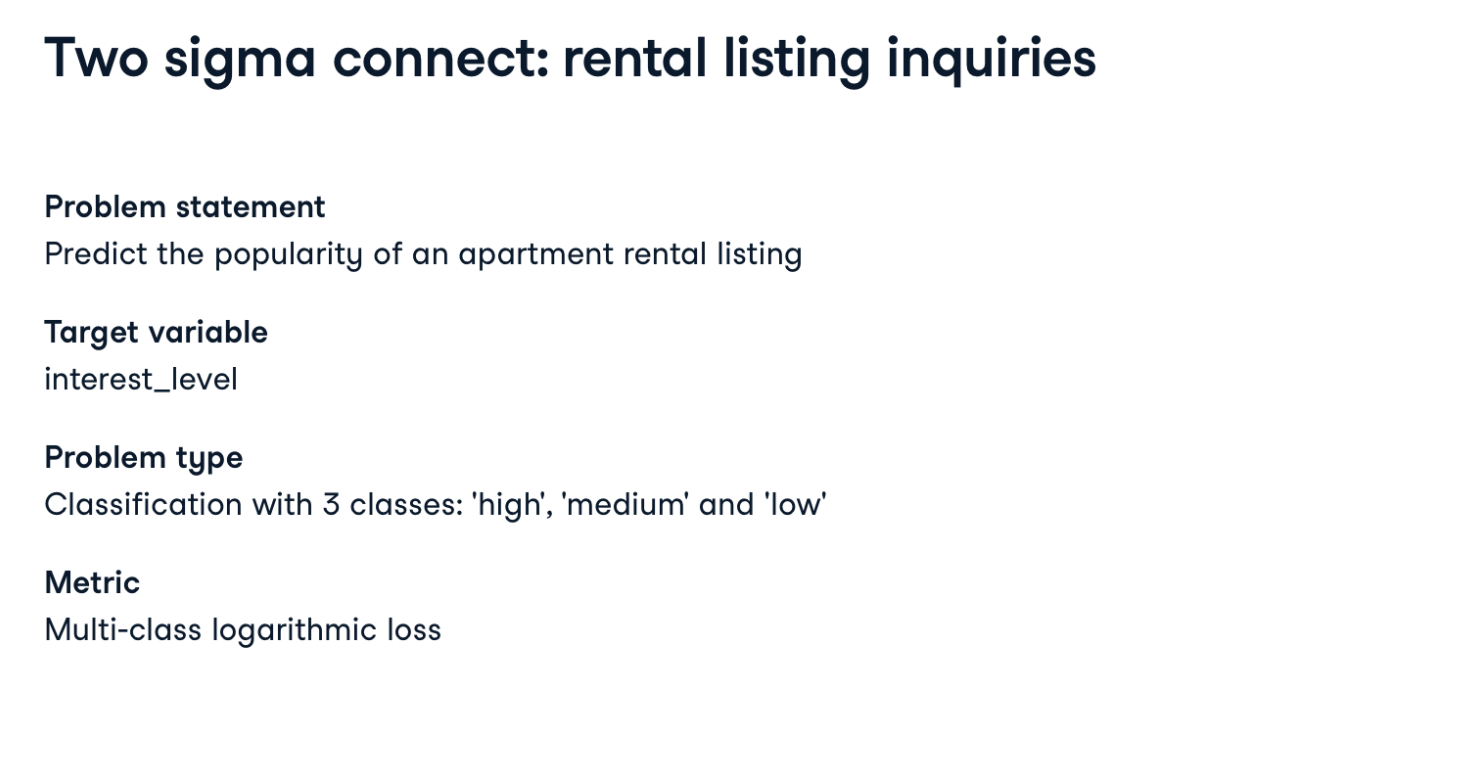 Two sigma connect: rental listing inquiries
Problem statement
Predict the popularity of an apartment rental listing
Target variable
interest_level
Problem type
Classification with 3 classes: 'high', 'medium' and 'low'
Metric
Multi-class logarithmic loss